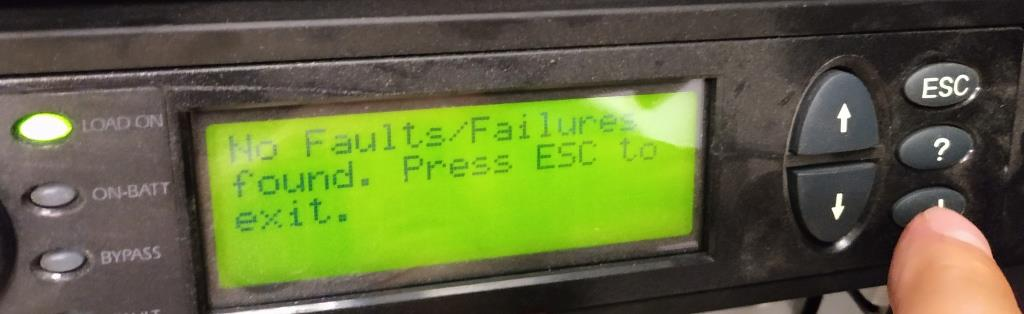 LOAD ON
ON-BATT
BYPASS
No Faults/Failures
found. Press ESC to
exit.
ESC
?